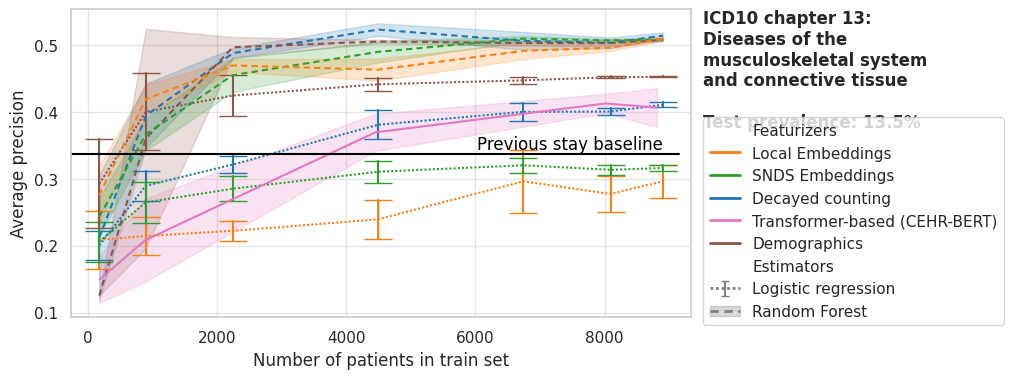 ICD10 chapter 13:
Diseases of the
musculoskeletal system
and connective tissue
Test prevalence: 13.5%
Average precision
0.5
0.4
0.3
0.2
0.1
Previous stay baseline
0
2000
4000
6000
8000
Number of patients in train set
Featurizers
Local Embeddings
SNDS Embeddings
Decayed counting
Transformer-based (CEHR-BERT)
Demographics
Estimators
Logistic regression
Random Forest